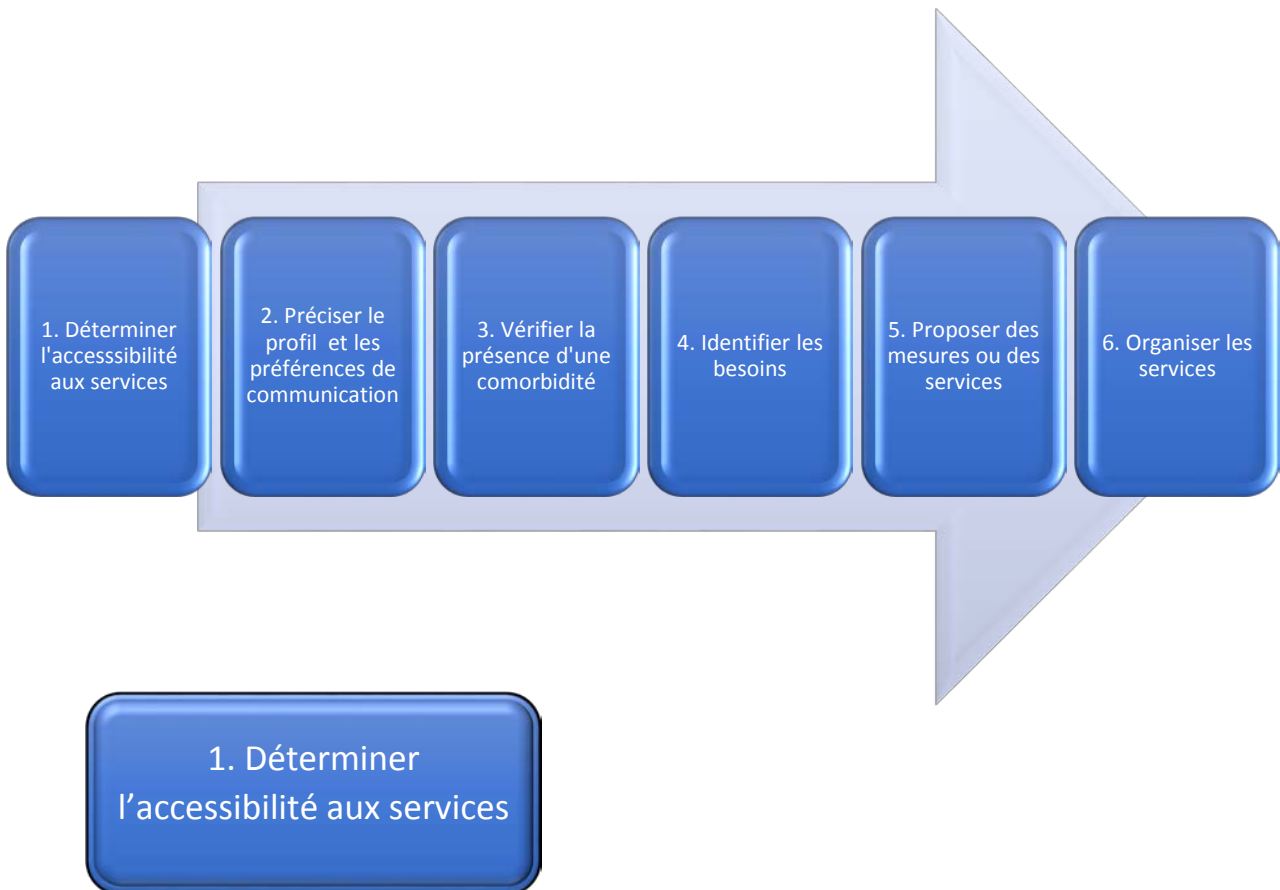 1. Déterminer
l'accesssibilité
aux services
2. Préciser le
profil et les
préférences de
communication
3. Vérifier la
présence d'une
comorbidité
4. Identifier les
besoins
5. Proposer des
mesures ou des
services
6. Organiser les
services
1. Déterminer
l’accessibilité aux services